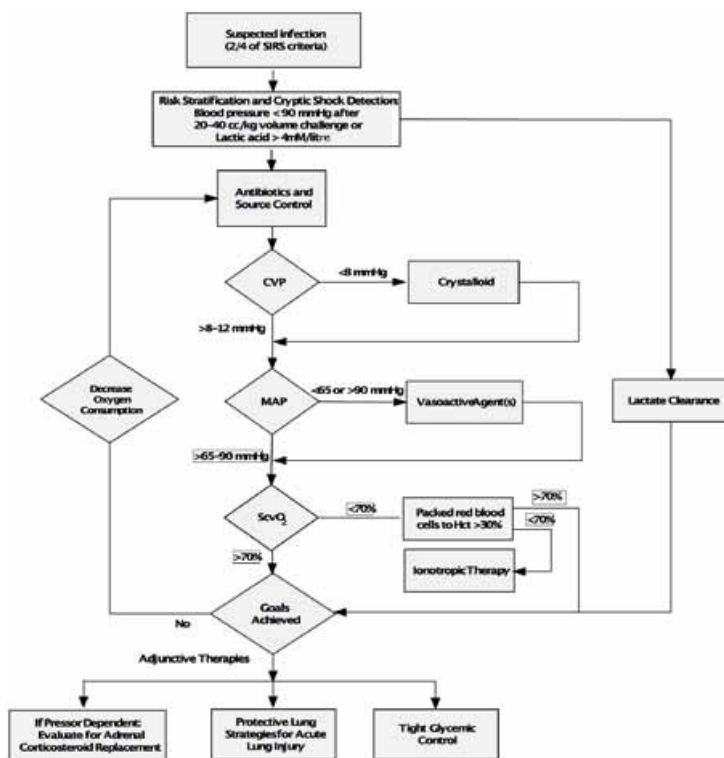 Suspected Infection
(2/4 of SIRS criteria)
Risk Stratification and Cryptic Shock Detection:
Blood pressure < 90 mmHg after
20–40 cc/kg volume challenge or
Lactic acid > 4mM/litre
Antibiotics and
Source Control
CVP
<8 mmHg
Crystalloid
>8–12 mmHg
Decrease
Oxygen
Consumption
MAP
<65 or >90 mmHg
VasoactiveAgent(s)
Lactate Clearance
>65–90 mmHg
ScvO2
<70%
Packed red blood
cells to Hct >30%
>70%
<70%
>70%
Ionotropic Therapy
Goals
Achieved
No
Adjunctive Therapies
If Pressor Dependent:
Evaluate for Adrenal
Corticosteroid Replacement
Protective Lung
Strategies for Acute
Lung Injury
Tight Glycemic
Control